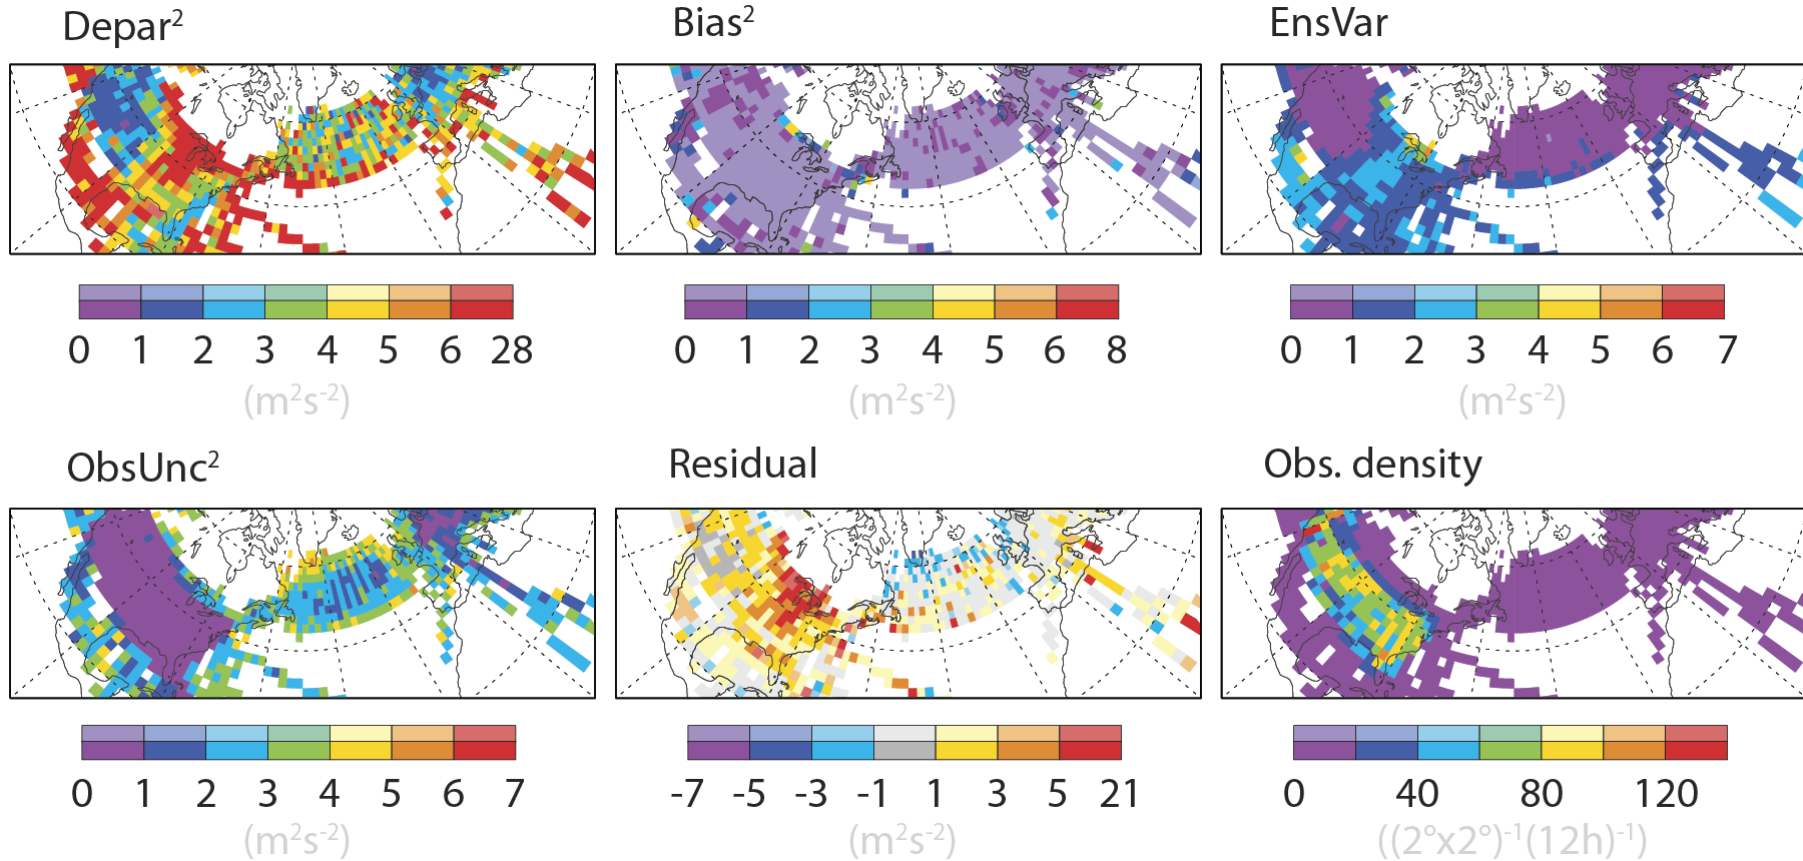 Depar²
Bias²
EnsVar
0 1 2 3 4 5 6 28
0 1 2 3 4 5 6 8
0 1 2 3 4 5 6 7
(m²s⁻²)
(m²s⁻²)
(m²s⁻²)
ObsUnc²
Residual
Obs. density
0 1 2 3 4 5 6 7
-7 -5 -3 -1 1 3 5 21
0 40 80 120
(m²s⁻²)
(m²s⁻²)
((2°x2°)⁻¹(12h)⁻¹)